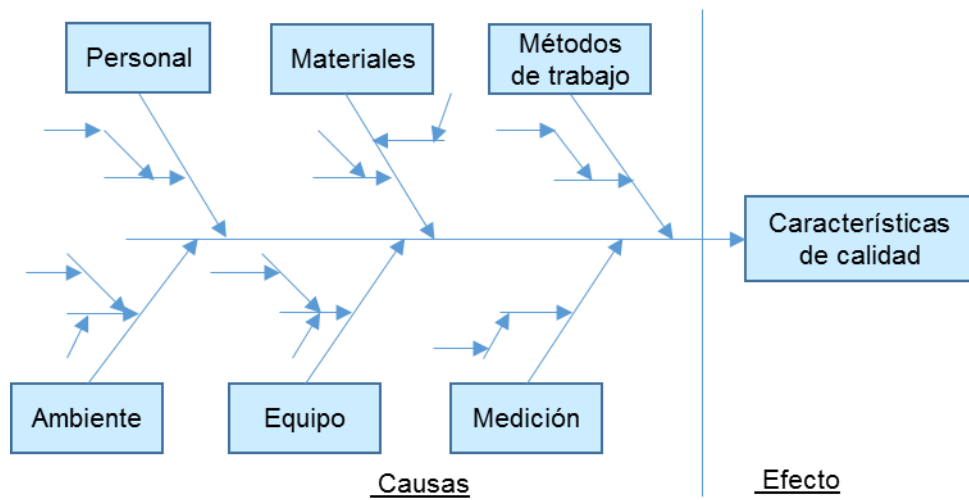 Personal
Materiales
Métodos
de trabajo
Características
de calidad
Ambiente
Equipo
Medición
Causas
Efecto